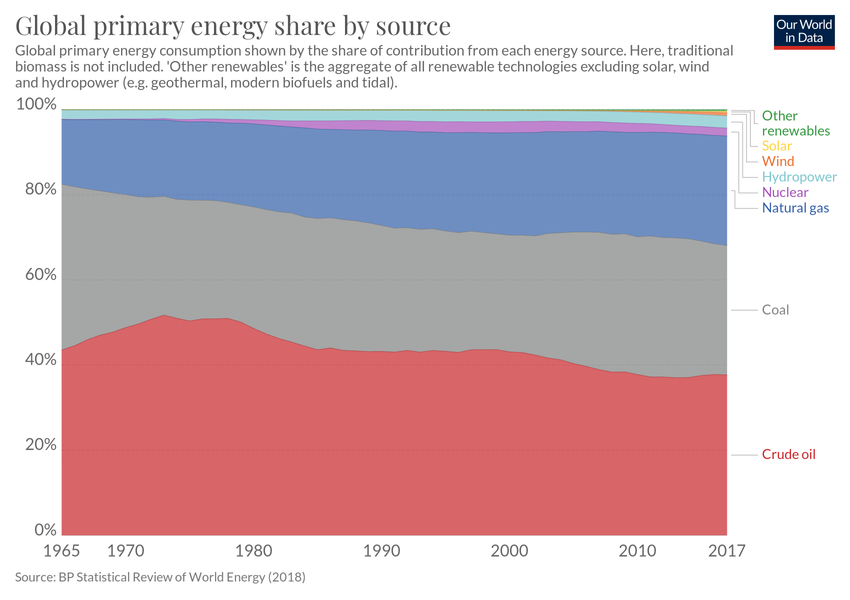 Global primary energy share by source
Our World
in Data
Global primary energy consumption shown by the share of contribution from each energy source. Here, traditional
biomass is not included. 'Other renewables' is the aggregate of all renewable technologies excluding solar, wind
and hydropower (e.g. geothermal, modern biofuels and tidal).
100%
80%
60%
40%
20%
0%
Other
renewables
Solar
Wind
Hydropower
Nuclear
Natural gas
Coal
Crude oil
1965 1970 1980 1990 2000 2010 2017
Source: BP Statistical Review of World Energy (2018)